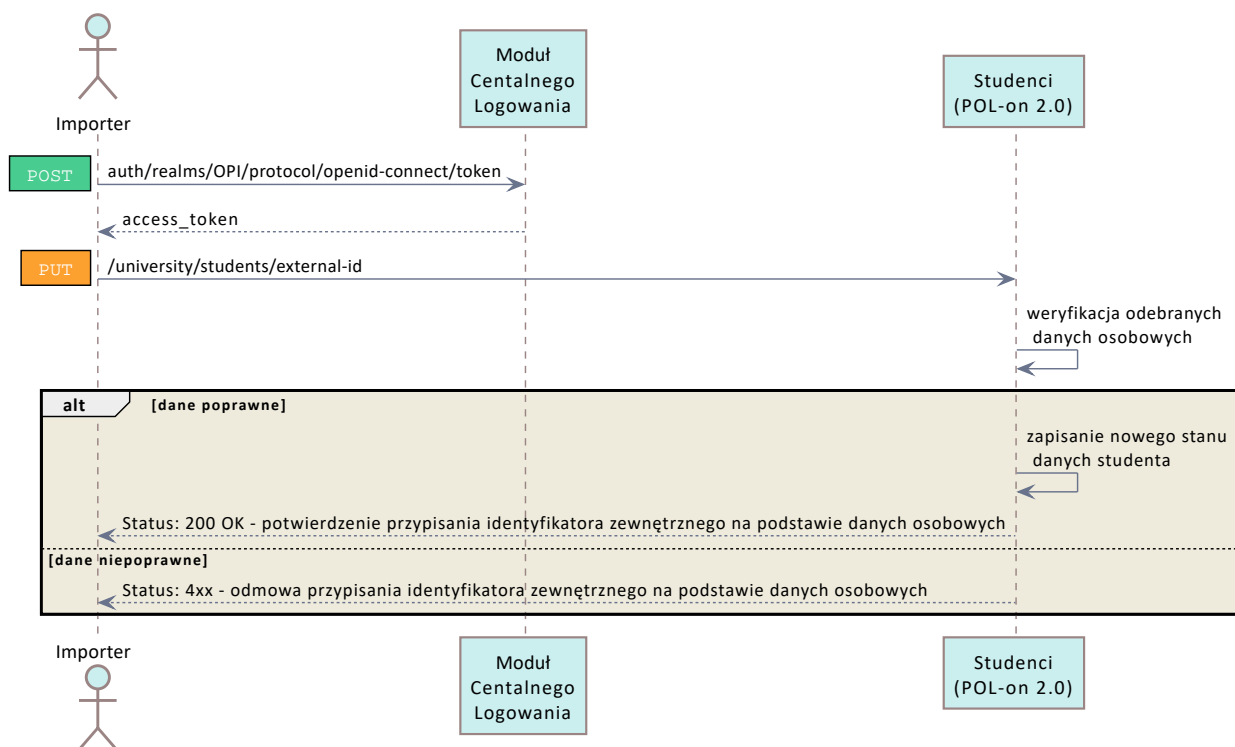 Moduł
Centalnego
Logowania
Studenci
(POL-on 2.0)
Importer
POST
auth/realms/OPI/protocol/openid-connect/token
access_token
PUT
/university/students/external-id
weryfikacja odebranych
danych osobowych
alt
[dane poprawne]
zapisanie nowego stanu
danych studenta
Status: 200 OK - potwierdzenie przypisania identyfikatora zewnętrznego na podstawie danych osobowych
[dane niepoprawne]
Status: 4xx - odmowa przypisania identyfikatora zewnętrznego na podstawie danych osobowych
Importer
Moduł
Centalnego
Logowania
Studenci
(POL-on 2.0)